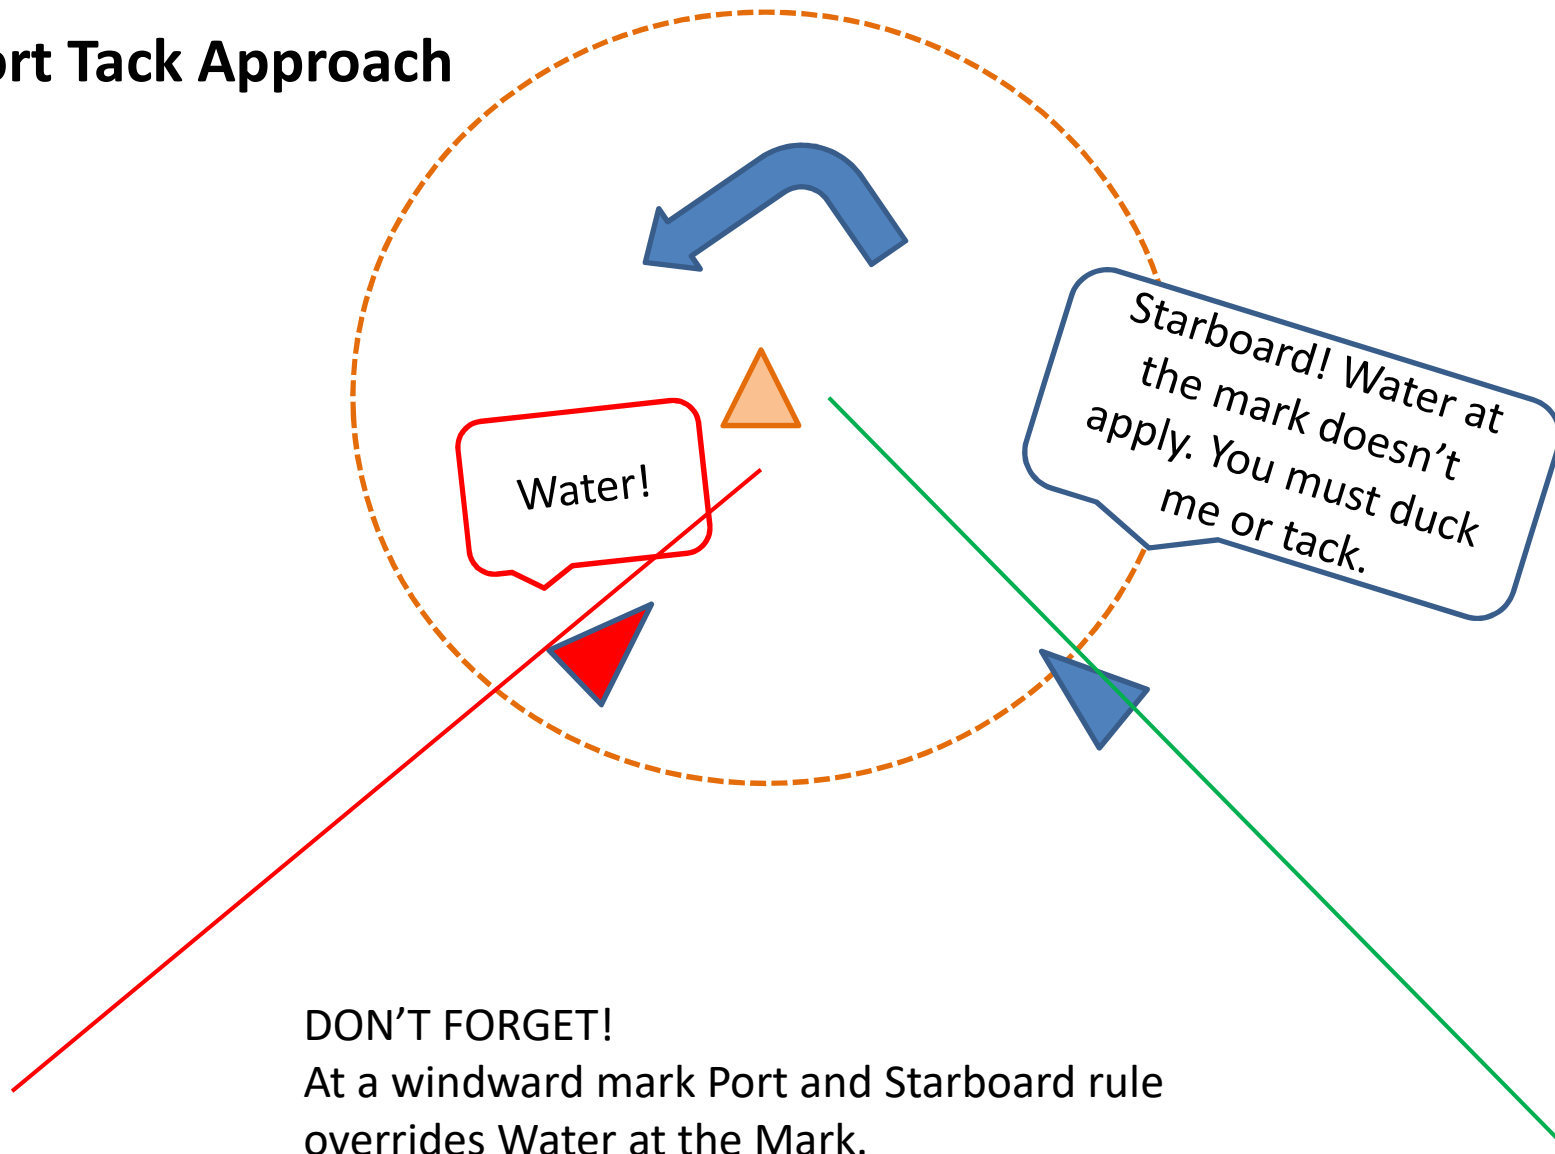 ort Tack Approach
Starboard! Water at
the mark doesn’t
apply. You must duck
me or tack.
Water!
DON’T FORGET!
At a windward mark Port and Starboard rule
overrides Water at the Mark.